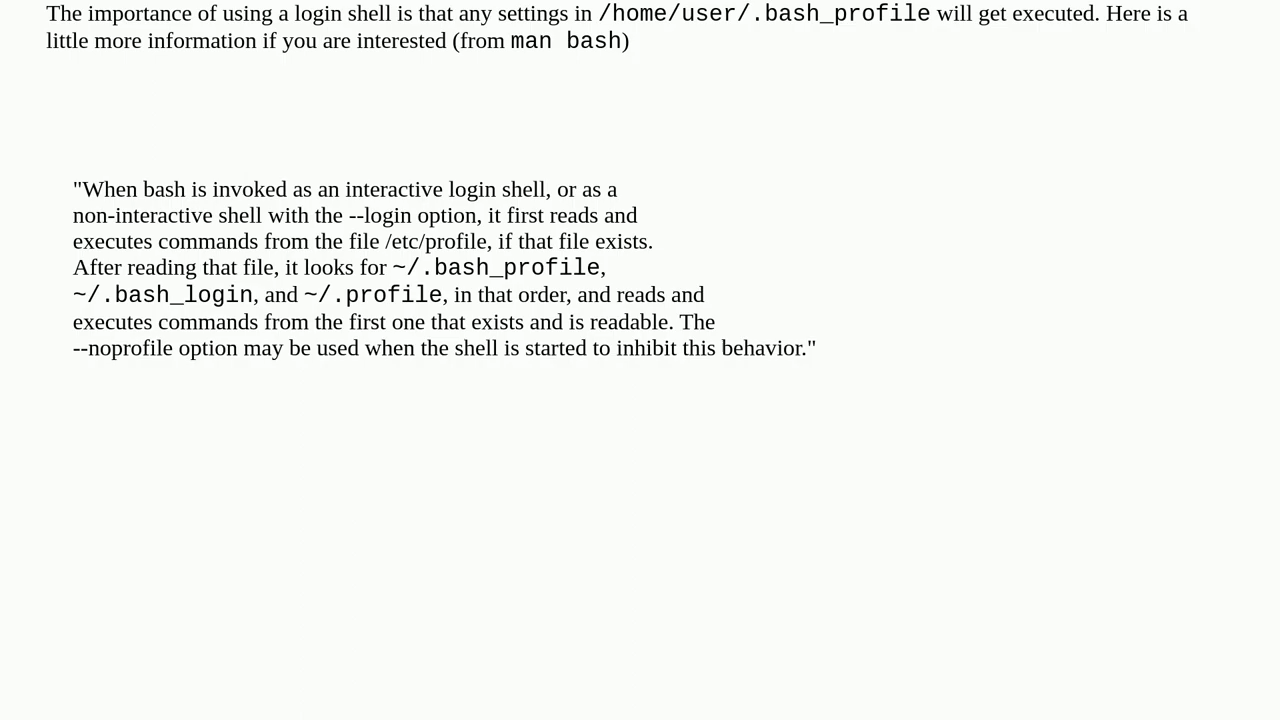 The importance of using a login shell is that any settings in /home/user/.bash_profile will get executed. Here is a
little more information if you are interested (from man bash)
"When bash is invoked as an interactive login shell, or as a
non-interactive shell with the --login option, it first reads and
executes commands from the file /etc/profile, if that file exists.
After reading that file, it looks for ~/.bash_profile,
~/.bash_login, and ~/.profile, in that order, and reads and
executes commands from the first one that exists and is readable. The
--noprofile option may be used when the shell is started to inhibit this behavior."